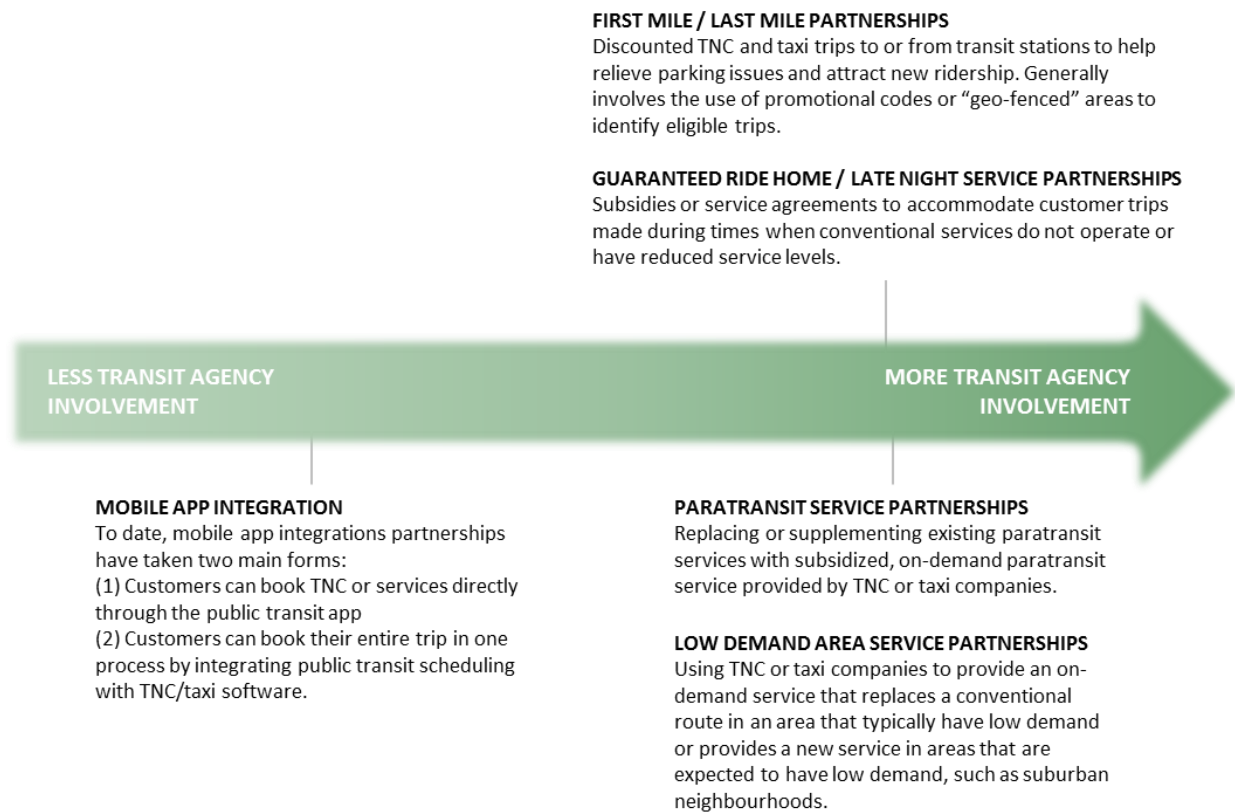 FIRST MILE / LAST MILE PARTNERSHIPS
Discounted TNC and taxi trips to or from transit stations to help
relieve parking issues and attract new ridership. Generally
involves the use of promotional codes or “geo-fenced” areas to
identify eligible trips.
GUARANTEED RIDE HOME / LATE NIGHT SERVICE PARTNERSHIPS
Subsidies or service agreements to accommodate customer trips
made during times when conventional services do not operate or
have reduced service levels.
LESS TRANSIT AGENCY
INVOLVEMENT
MORE TRANSIT AGENCY
INVOLVEMENT
MOBILE APP INTEGRATION
To date, mobile app integrations partnerships
have taken two main forms:
(1) Customers can book TNC or services directly
through the public transit app
(2) Customers can book their entire trip in one
process by integrating public transit scheduling
with TNC/taxi software.
PARATRANSIT SERVICE PARTNERSHIPS
Replacing or supplementing existing paratransit
services with subsidized, on-demand paratransit
service provided by TNC or taxi companies.
LOW DEMAND AREA SERVICE PARTNERSHIPS
Using TNC or taxi companies to provide an on-
demand service that replaces a conventional
route in an area that typically have low demand
or provides a new service in areas that are
expected to have low demand, such as suburban
neighbourhoods.